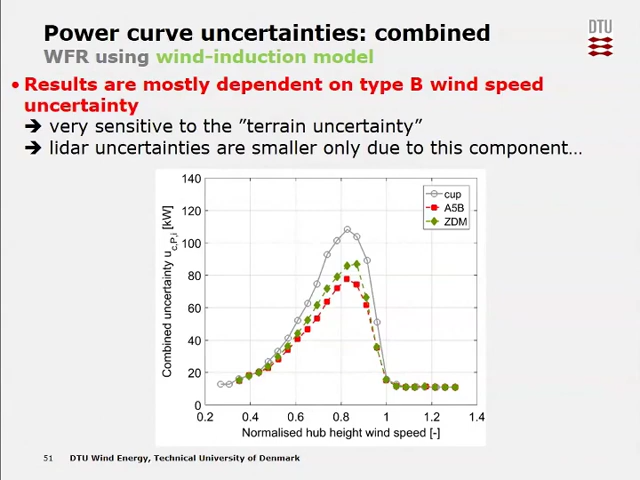 Power curve uncertainties: combined
DTU
WFR using wind-induction model
• Results are mostly dependent on type B wind speed
uncertainty
➔ very sensitive to the ”terrain uncertainty”
➔ lidar uncertainties are smaller only due to this component…
140
120
100
80
60
40
20
0
Combined uncertainty u_c,P,i [kW]
cup
A5B
ZDM
0.2 0.4 0.6 0.8 1 1.2 1.4
Normalised hub height wind speed [-]
51 DTU Wind Energy, Technical University of Denmark